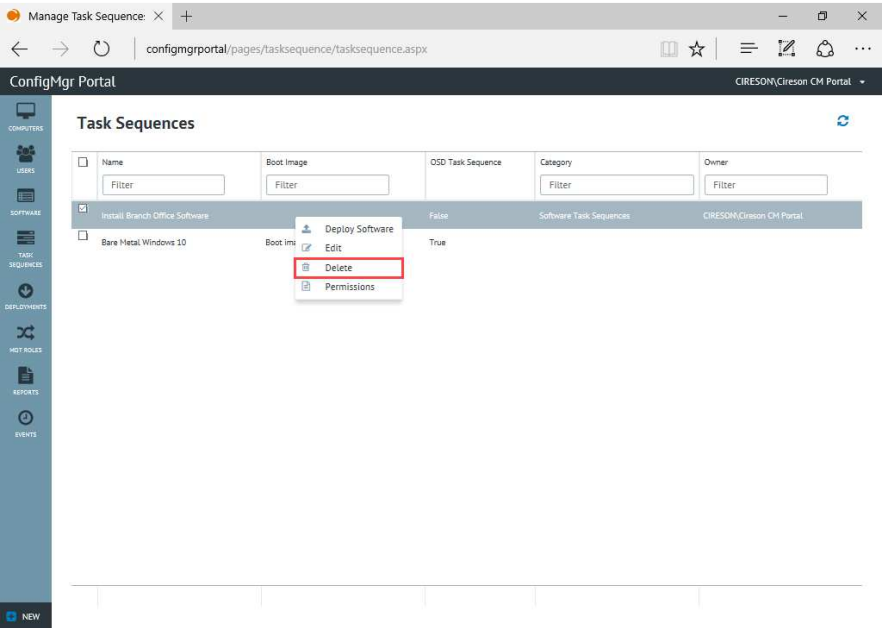 Manage Task Sequence:
configmgrportal/pages/tasksequence/tasksequence.aspx
ConfigMgr Portal
CIRESON\Cireson CM Portal
COMPUTERS
USERS
SOFTWARE
TASK
SEQUENCES
DEPLOYMENTS
MGT ROLES
REPORTS
EVENTS
NEW
Task Sequences
Name Boot Image OSD Task Sequence Category Owner
Filter Filter Filter Filter
Install Branch Office Software False Software Task Sequences CIRESON\Cireson CM Portal
Bare Metal Windows 10 Boot ima True
Deploy Software
Edit
Delete
Permissions